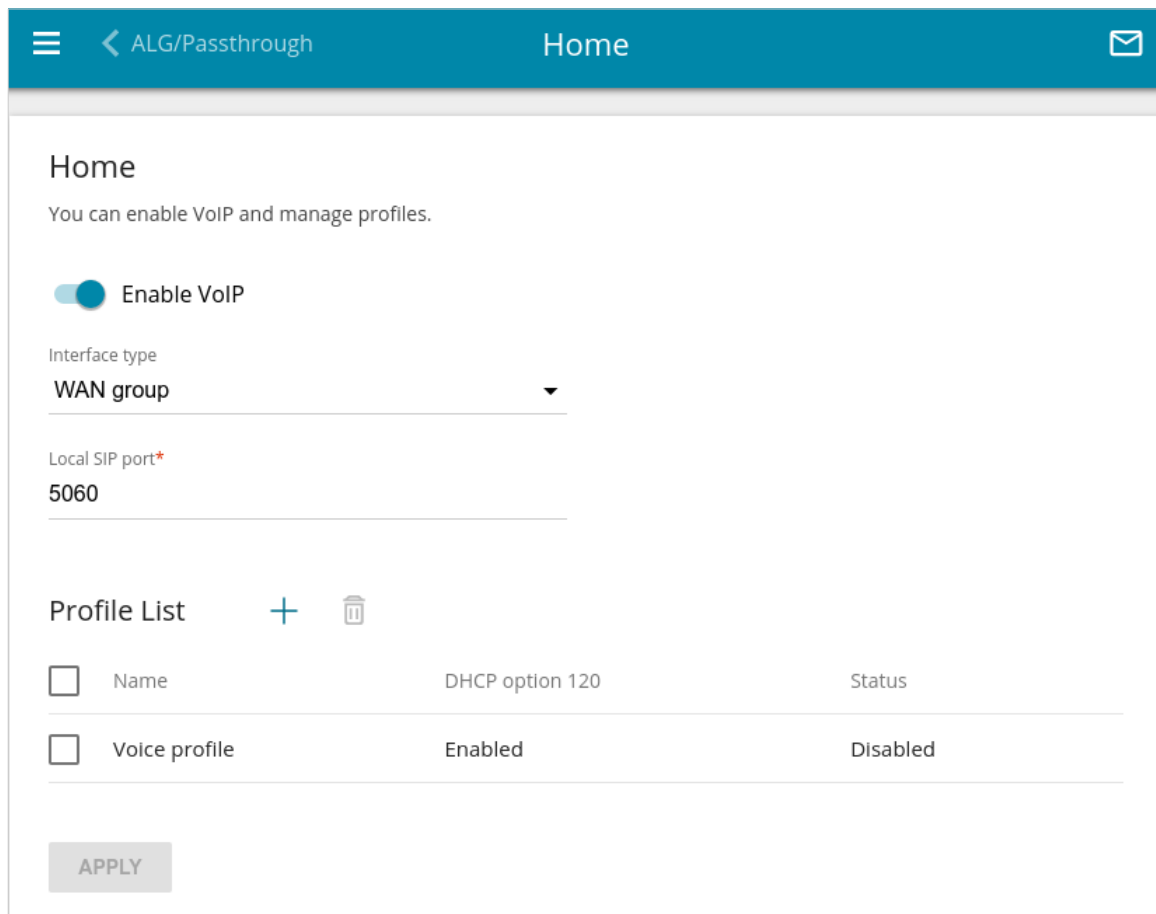 ALG/Passthrough Home
Home
You can enable VoIP and manage profiles.
Enable VoIP
Interface type
WAN group
Local SIP port*
5060
Profile List
Name DHCP option 120 Status
Voice profile Enabled Disabled
APPLY